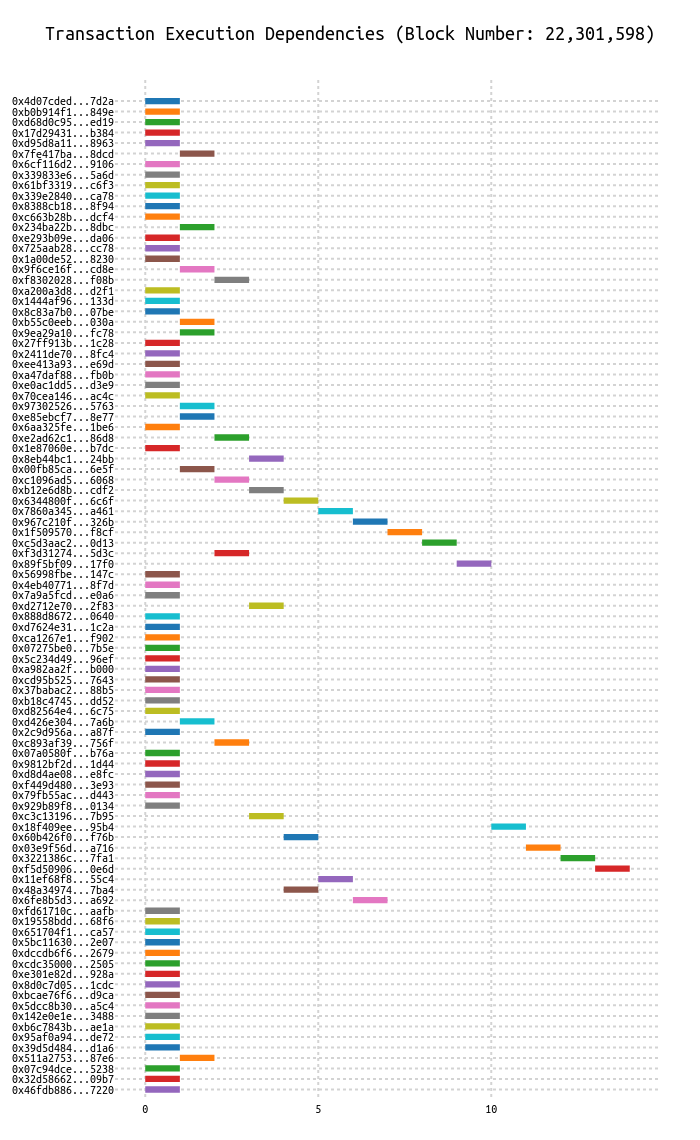 Transaction Execution Dependencies (Block Number: 22,301,598)
0x4d07cded...7d2a
0xb0b914f1...849e
0xd68d0c95...ed19
0x17d29431...b384
0xd95d8a11...8963
0x7fe417ba...8dcd
0x6cf116d2...9106
0x339833e6...5a6d
0x61bf3319...c6f3
0x339e2840...ca78
0x8388cb18...8f94
0xc663b28b...dcf4
0x234ba22b...8dbc
0xe293b09e...da06
0x725aab28...cc78
0x1a00de52...8230
0x9f6ce16f...cd8e
0xf8302028...f08b
0xa200a3d8...d2f1
0x1444af96...133d
0x8c83a7b0...07be
0xb55c0eeb...030a
0x9ea29a10...fc78
0x27ff913b...1c28
0x2411de70...8fc4
0xee413a93...e69d
0xa47daf88...fb0b
0xe0ac1dd5...d3e9
0x70cea146...ac4c
0x97302526...5763
0xe85ebcf7...8e77
0x6aa325fe...1be6
0xe2ad62c1...86d8
0x1e87060e...b7dc
0x8eb44bc1...24bb
0x00fb85ca...6e5f
0xc1096ad5...6068
0xb12e6d8b...cdf2
0x6344800f...6c6f
0x7860a345...a461
0x967c210f...326b
0x1f509570...f8cf
0xc5d3aac2...0d13
0xf3d31274...5d3c
0x89f5bf09...17f0
0x56998fbe...147c
0x4eb40771...8f7d
0x7a9a5fcd...e0a6
0xd2712e70...2f83
0x888d8672...0640
0xd7624e31...1c2a
0xca1267e1...f902
0x07275be0...7b5e
0x5c234d49...96ef
0xa982aa2f...b000
0xcd95b525...7643
0x37babac2...88b5
0xb18c4745...dd52
0xd82564e4...6c75
0xd426e304...7a6b
0x2c9d956a...a87f
0xc893af39...756f
0x07a0580f...b76a
0x9812bf2d...1d44
0xd8d4ae08...e8fc
0xf449d480...3e93
0x79fb55ac...d443
0x929b89f8...0134
0xc3c13196...7b95
0x18f409ee...95b4
0x60b426f0...f76b
0x03e9f56d...a716
0x3221386c...7fa1
0xf5d50906...0e6d
0x11ef68f8...55c4
0x48a34974...7ba4
0x6fe8b5d3...a692
0xfd61710c...aafb
0x19558bdd...68f6
0x651704f1...ca57
0x5bc11630...2e07
0xdccdb6f6...2679
0xcdc35000...2505
0xe301e82d...928a
0x8d0c7d05...1cdc
0xbcae76f6...d9ca
0x5dcc8b30...a5c4
0x142e0e1e...3488
0xb6c7843b...ae1a
0x95af0a94...de72
0x39d5d484...d1a6
0x511a2753...87e6
0x07c94dce...5238
0x32d58662...09b7
0x46fdb886...7220
0 5 10